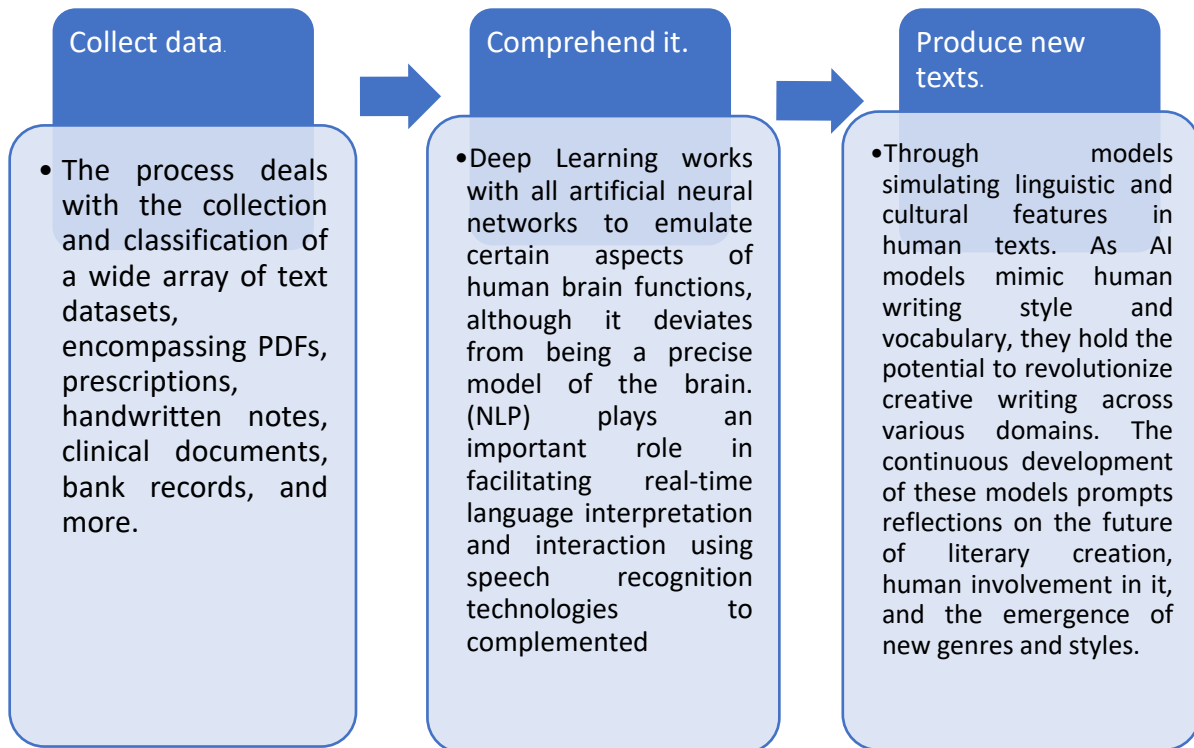 Collect data.
• The process deals
with the collection
and classification of
a wide array of text
datasets,
encompassing PDFs,
prescriptions,
handwritten notes,
clinical documents,
bank records, and
more.
Comprehend it.
•Deep Learning works
with all artificial neural
networks to emulate
certain aspects of
human brain functions,
although it deviates
from being a precise
model of the brain.
(NLP) plays an
important role in
facilitating real-time
language interpretation
and interaction using
speech recognition
technologies to
complemented
Produce new
texts.
•Through models
simulating linguistic and
cultural features in
human texts. As AI
models mimic human
writing style and
vocabulary, they hold the
potential to revolutionize
creative writing across
various domains. The
continuous development
of these models prompts
reflections on the future
of literary creation,
human involvement in it,
and the emergence of
new genres and styles.